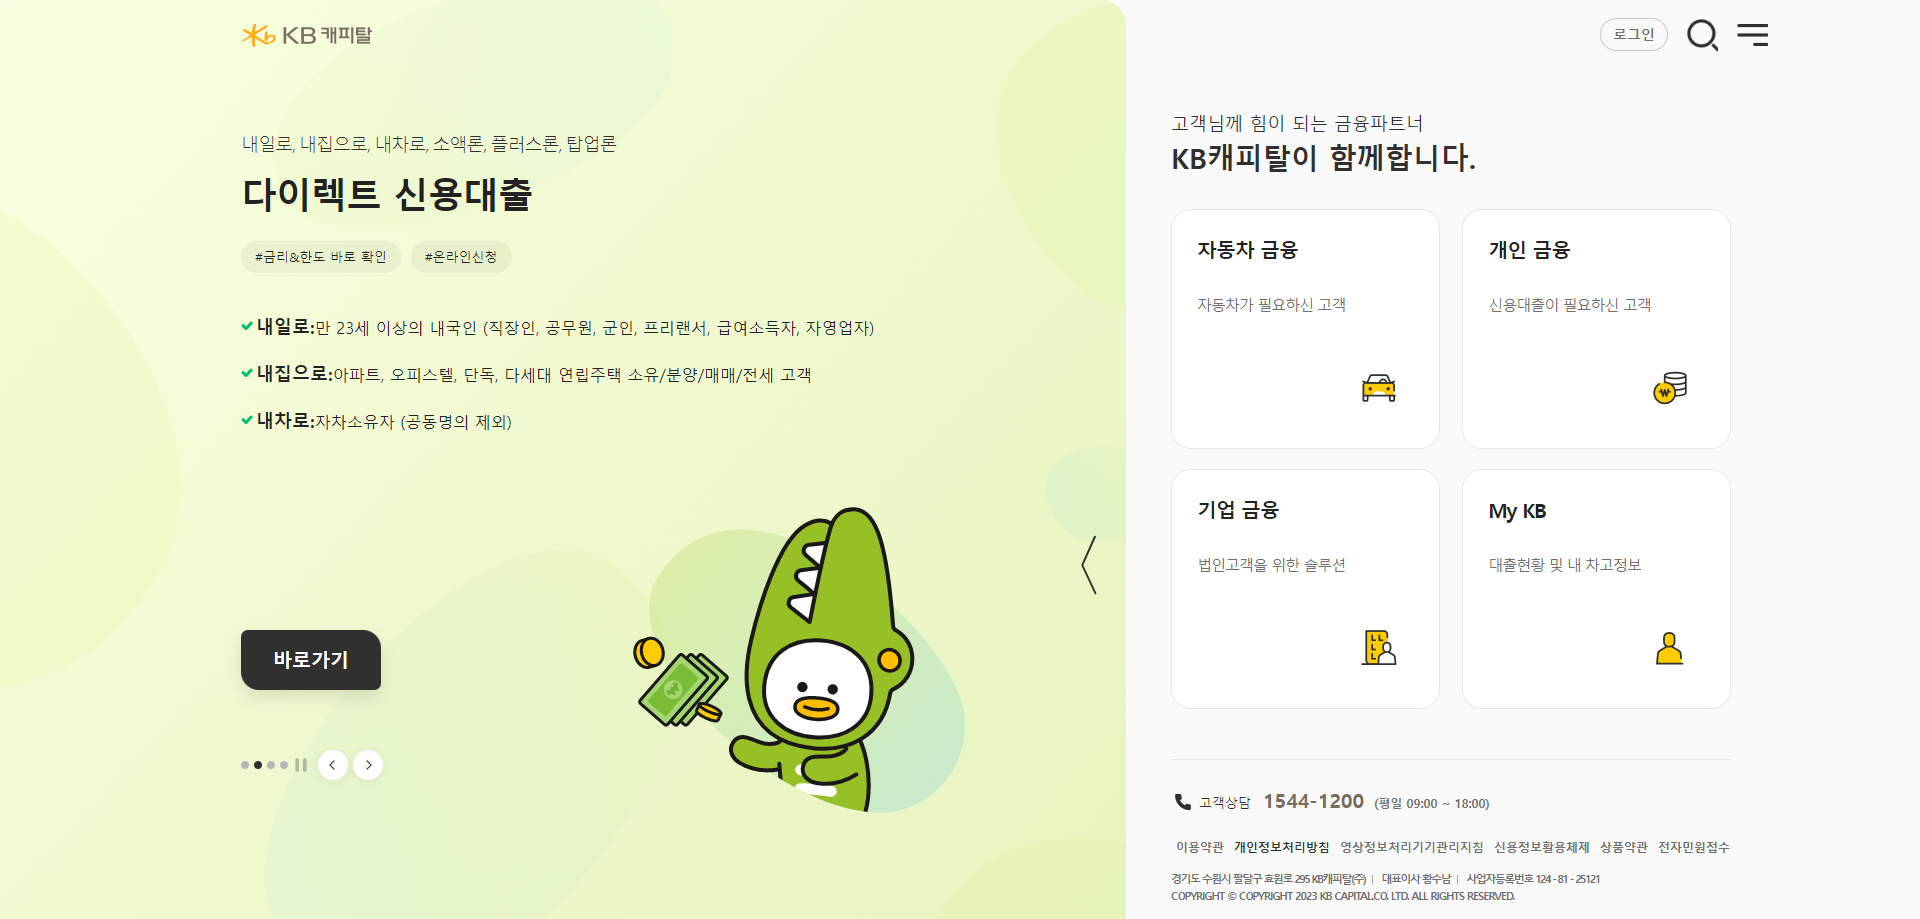 KB 캐피탈
내일로, 내집으로, 내차로, 소액론, 플러스론, 탑업론
다이렉트 신용대출
#금리&한도 바로 확인
#온라인신청
내일로:만 23세 이상의 내국인 (직장인, 공무원, 군인, 프리랜서, 급여소득자, 자영업자)
내집으로:아파트, 오피스텔, 단독, 다세대 연립주택 소유/분양/매매/전세 고객
내차로:자차소유자 (공동명의 제외)
바로가기
로그인
고객님께 힘이 되는 금융파트너
KB캐피탈이 함께합니다.
자동차 금융
자동차가 필요하신 고객
개인 금융
신용대출이 필요하신 고객
기업 금융
법인고객을 위한 솔루션
My KB
대출현황 및 내 차고정보
고객상담 1544-1200 (평일 09:00 ~ 18:00)
이용약관 개인정보처리방침 영상정보처리기기관리지침 신용정보활용체제 상품약관 전자민원접수
경기도 수원시 팔달구 효원로 295 KB캐피탈(주) | 대표이사 황수남 | 사업자등록번호 124 - 81 - 25121
COPYRIGHT © COPYRIGHT 2023 KB CAPITAL.CO. LTD. ALL RIGHTS RESERVED.